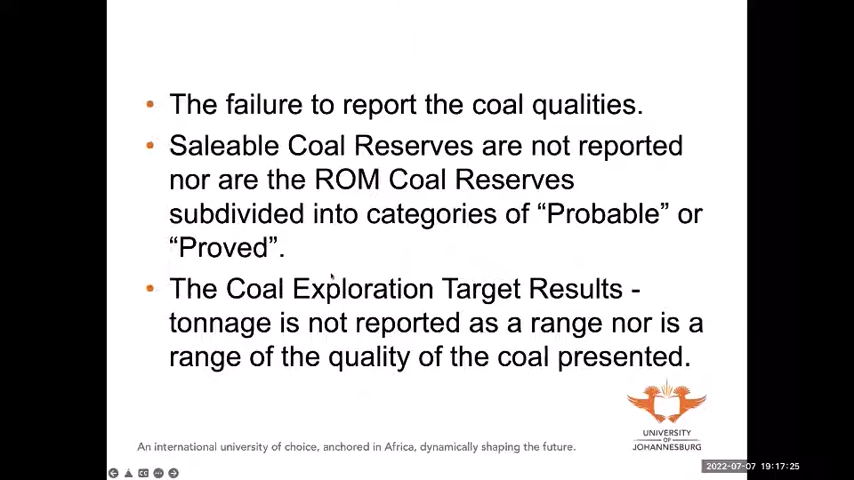 • The failure to report the coal qualities.
• Saleable Coal Reserves are not reported
nor are the ROM Coal Reserves
subdivided into categories of “Probable” or
“Proved”.
• The Coal Exploration Target Results -
tonnage is not reported as a range nor is a
range of the quality of the coal presented.
UNIVERSITY
OF
JOHANNESBURG
An international university of choice, anchored in Africa, dynamically shaping the future.
CC
2022-07-07 19:17:25